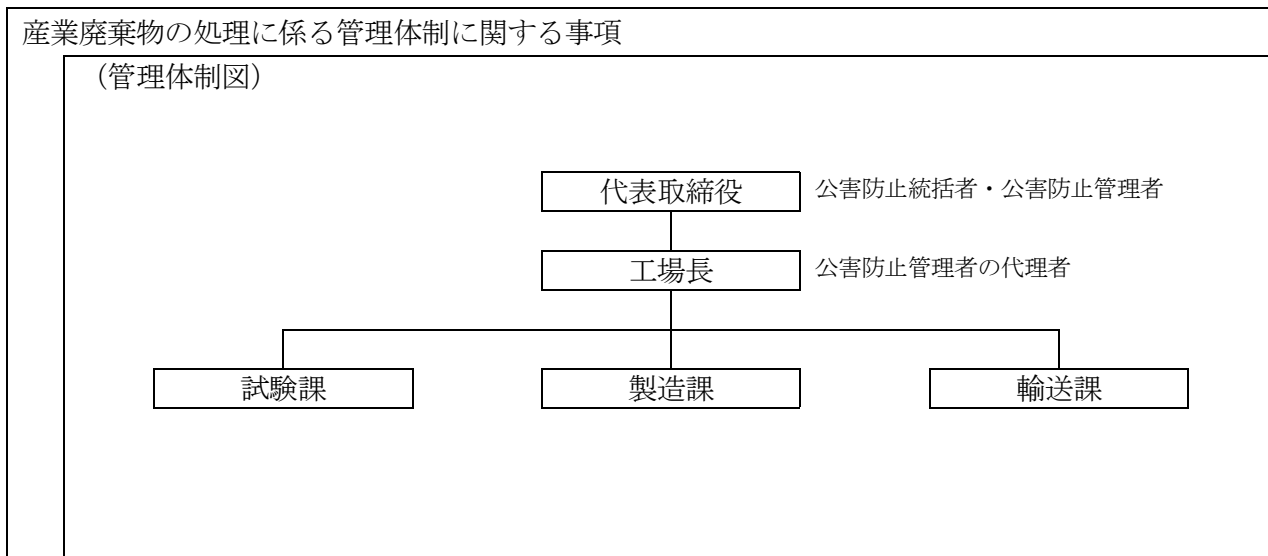 産業廃棄物の処理に係る管理体制に関する事項
（管理体制図）
代表取締役 公害防止統括者・公害防止管理者
工場長 公害防止管理者の代理者
試験課 製造課 輸送課